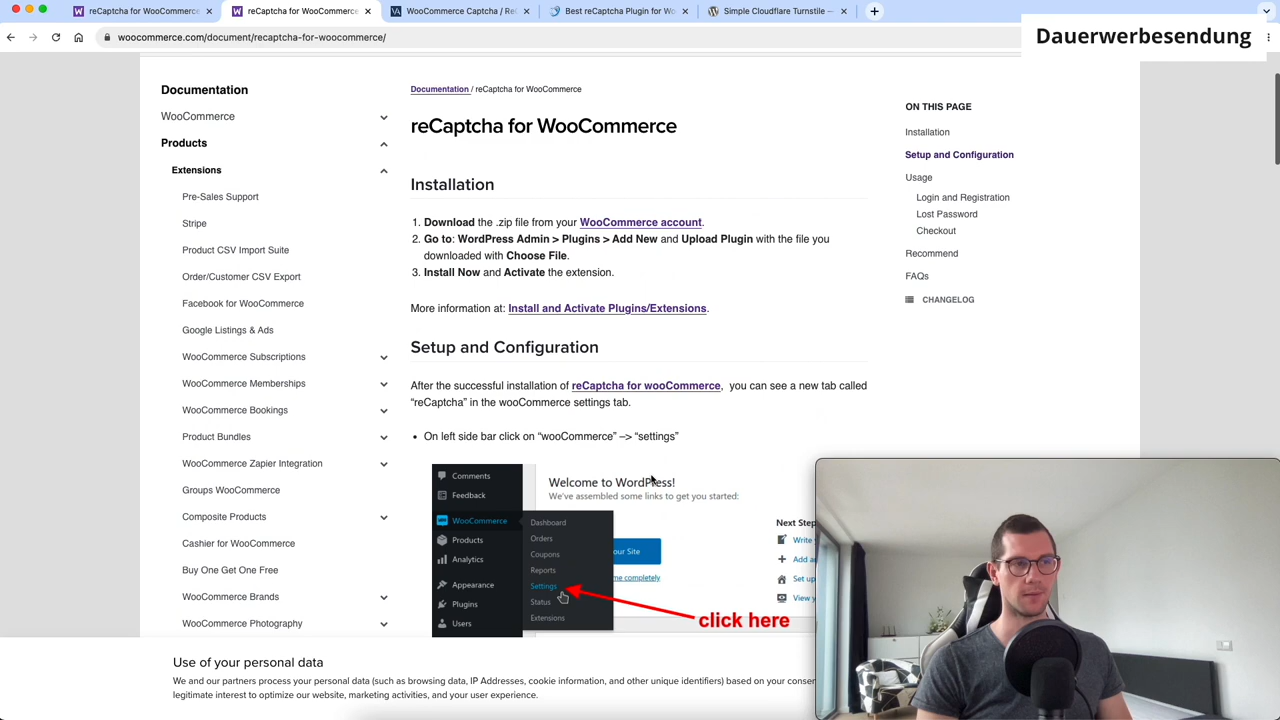 reCaptcha for WooCommerce |
reCaptcha for WooCommerce -
WooCommerce Captcha / Re
Best reCaptcha Plugin for Wo
Simple Cloudflare Turnstile –
woocommerce.com/document/recaptcha-for-woocommerce/
Dauerwerbesendung
Documentation
WooCommerce
Products
Extensions
Pre-Sales Support
Stripe
Product CSV Import Suite
Order/Customer CSV Export
Facebook for WooCommerce
Google Listings & Ads
WooCommerce Subscriptions
WooCommerce Memberships
WooCommerce Bookings
Product Bundles
WooCommerce Zapier Integration
Groups WooCommerce
Composite Products
Cashier for WooCommerce
Buy One Get One Free
WooCommerce Brands
WooCommerce Photography
Documentation / reCaptcha for WooCommerce
reCaptcha for WooCommerce
Installation
1. Download the .zip file from your WooCommerce account.
2. Go to: WordPress Admin > Plugins > Add New and Upload Plugin with the file you
downloaded with Choose File.
3. Install Now and Activate the extension.
More information at: Install and Activate Plugins/Extensions.
Setup and Configuration
After the successful installation of reCaptcha for wooCommerce, you can see a new tab called
“reCaptcha” in the wooCommerce settings tab.
• On left side bar click on “wooCommerce” –> “settings”
Comments
Feedback
WooCommerce
Products
Analytics
Appearance
Plugins
Users
Dashboard
Orders
Coupons
Reports
Settings
Status
Extensions
Welcome to WordPress!
We've assembled some links to get you started:
our Site
me completely
click here
Next Step
Write
Add a
Set up
View y
ON THIS PAGE
Installation
Setup and Configuration
Usage
Login and Registration
Lost Password
Checkout
Recommend
FAQs
CHANGELOG
Use of your personal data
We and our partners process your personal data (such as browsing data, IP Addresses, cookie information, and other unique identifiers) based on your conse
legitimate interest to optimize our website, marketing activities, and your user experience.